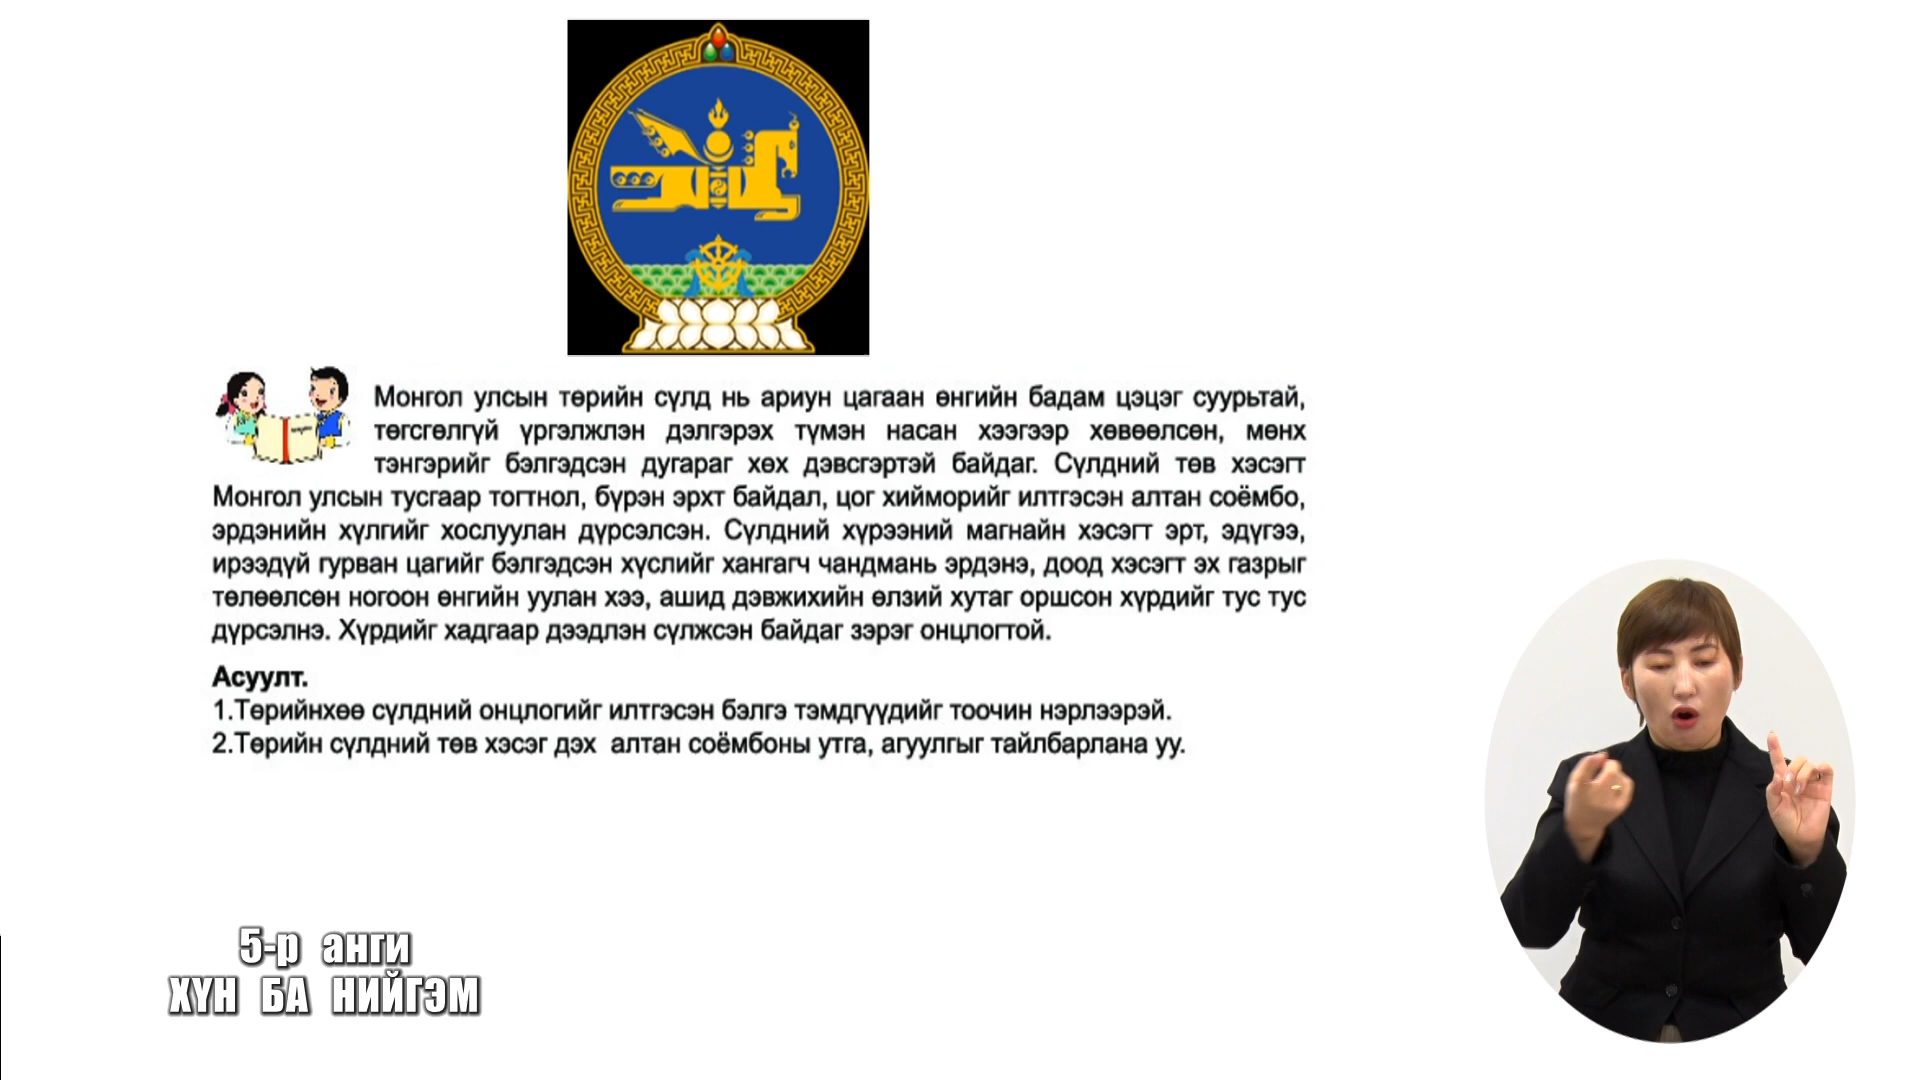 Монгол улсын төрийн сүлд нь ариун цагаан өнгийн бадам цэцэг суурьтай,
төгсгөлгүй үргэлжлэн дэлгэрэх түмэн насан хээгээр хөвөөлсөн, мөнх
тэнгэрийг бэлгэдсэн дугараг хөх дэвсгэртэй байдаг. Сүлдний төв хэсэгт
Монгол улсын тусгаар тогтнол, бүрэн эрхт байдал, цог хийморийг илтгэсэн алтан соёмбо,
эрдэнийн хүлгийг хослуулан дүрсэлсэн. Сүлдний хүрээний магнайн хэсэгт эрт, эдүгээ,
ирээдүй гурван цагийг бэлгэдсэн хүслийг хангагч чандмань эрдэнэ, доод хэсэгт эх газрыг
төлөөлсөн ногоон өнгийн уулан хээ, ашид дэвжихийн өлзий хутаг оршсон хүрдийг тус тус
дүрсэлнэ. Хүрдийг хадгаар дээдлэн сүлжсэн байдаг зэрэг онцлогтой.
Асуулт.
1.Төрийнхөө сүлдний онцлогийг илтгэсэн бэлгэ тэмдгүүдийг тоочин нэрлээрэй.
2.Төрийн сүлдний төв хэсэг дэх алтан соёмбоны утга, агуулгыг тайлбарлана уу.
5-р анги
ХҮН БА НИЙГЭМ